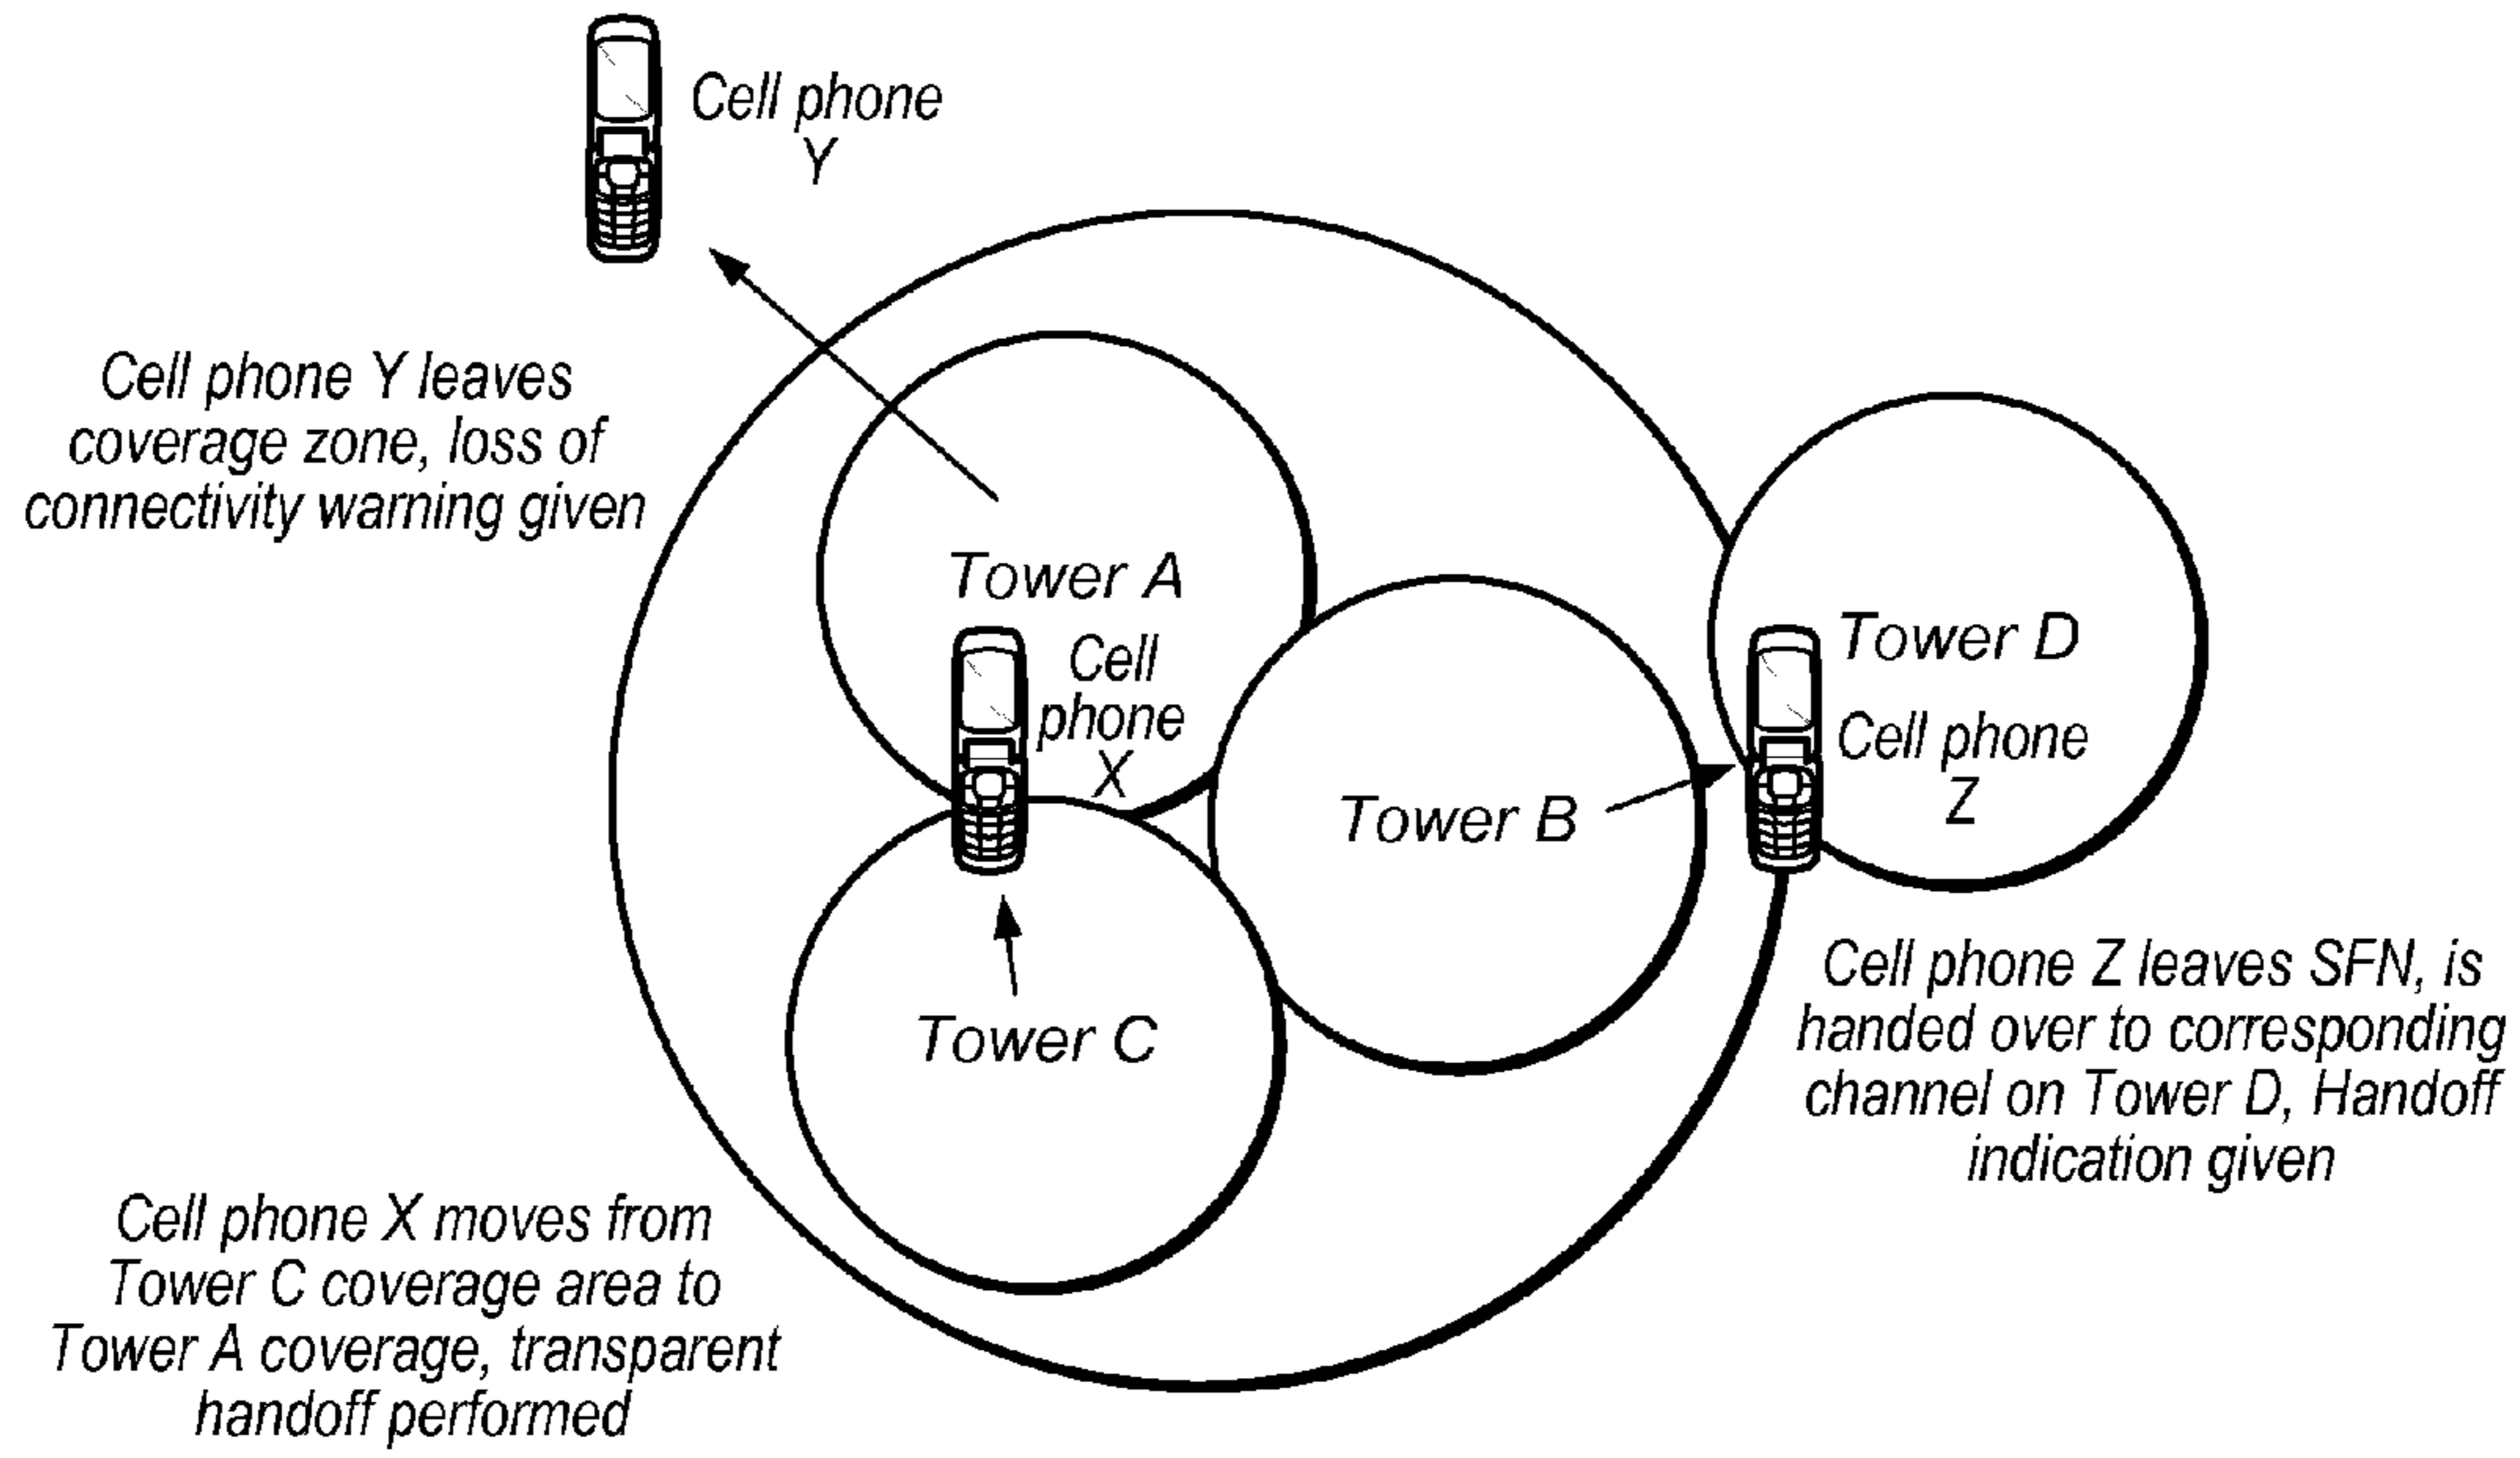 Cell phone
Y
Cell phone Y leaves
coverage zone, loss of
connectivity warning given
Tower A
Cell
phone
X
Tower B
Tower D
Cell phone
Z
Tower C
Cell phone Z leaves SFN, is
handed over to corresponding
channel on Tower D, Handoff
indication given
Cell phone X moves from
Tower C coverage area to
Tower A coverage, transparent
handoff performed